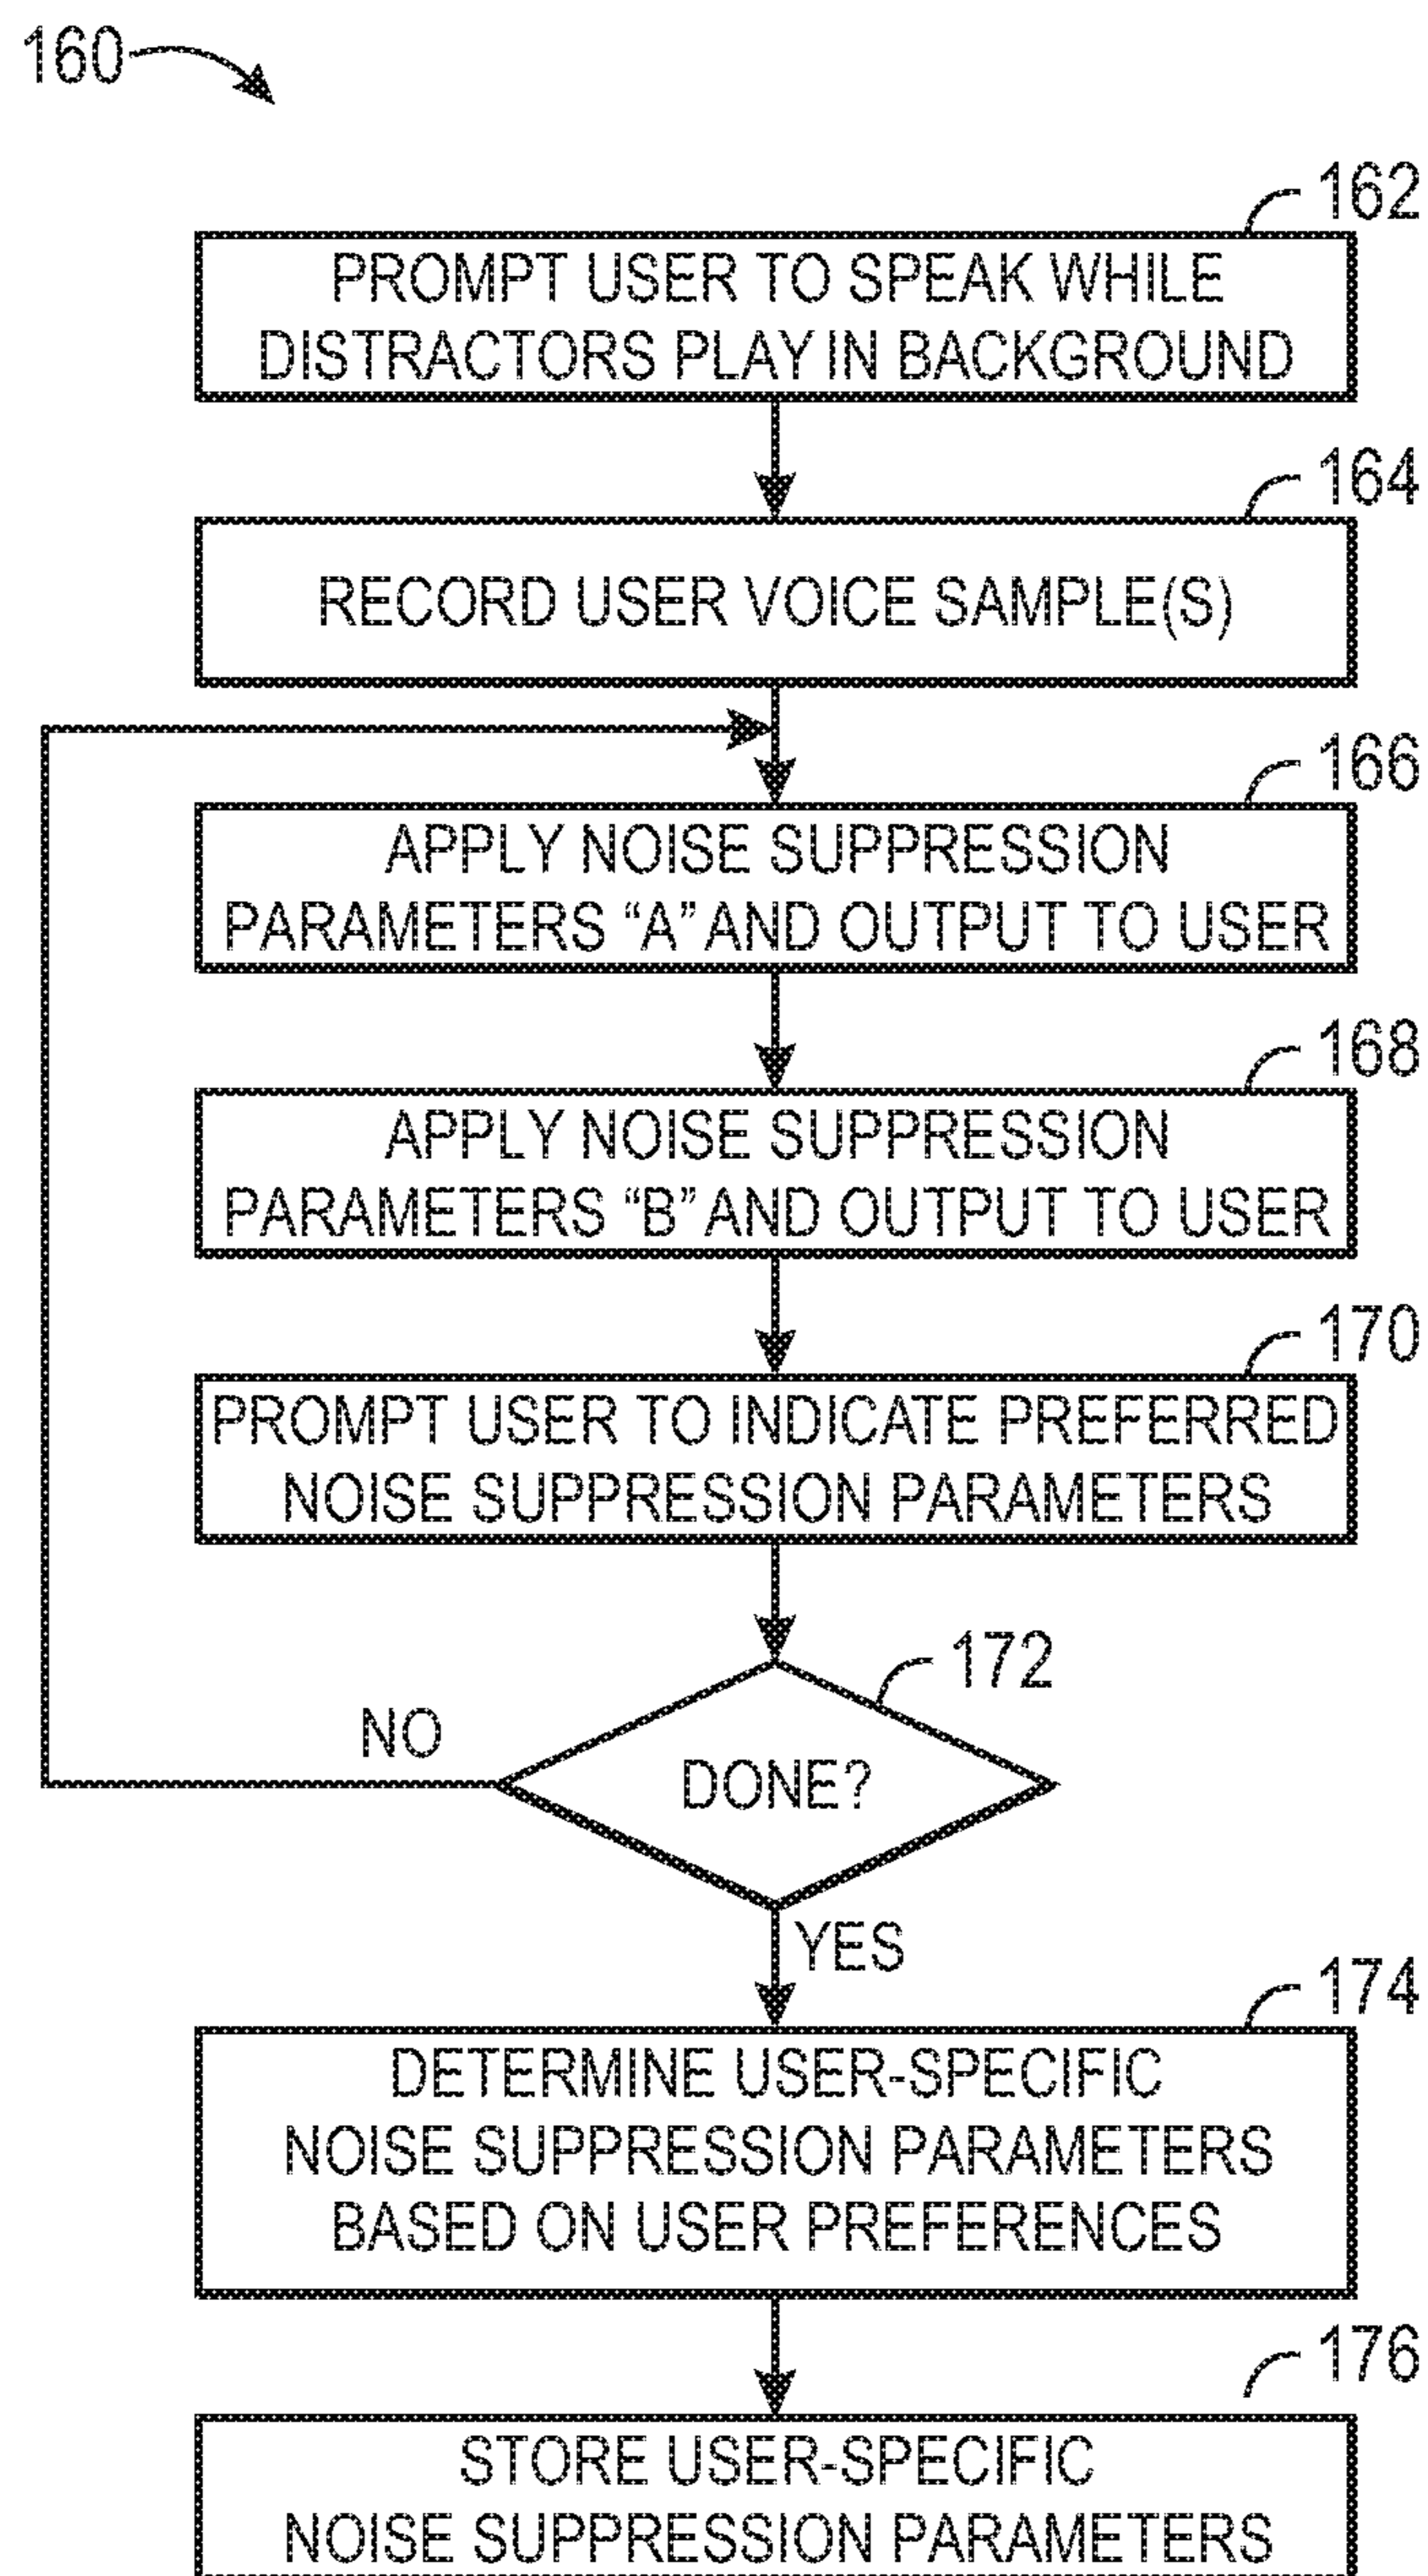 160
162
PROMPT USER TO SPEAK WHILE
DISTRACTORS PLAY IN BACKGROUND
164
RECORD USER VOICE SAMPLE(S)
166
APPLY NOISE SUPPRESSION
PARAMETERS “A” AND OUTPUT TO USER
168
APPLY NOISE SUPPRESSION
PARAMETERS “B” AND OUTPUT TO USER
170
PROMPT USER TO INDICATE PREFERRED
NOISE SUPPRESSION PARAMETERS
172
NO
DONE?
YES
174
DETERMINE USER-SPECIFIC
NOISE SUPPRESSION PARAMETERS
BASED ON USER PREFERENCES
176
STORE USER-SPECIFIC
NOISE SUPPRESSION PARAMETERS